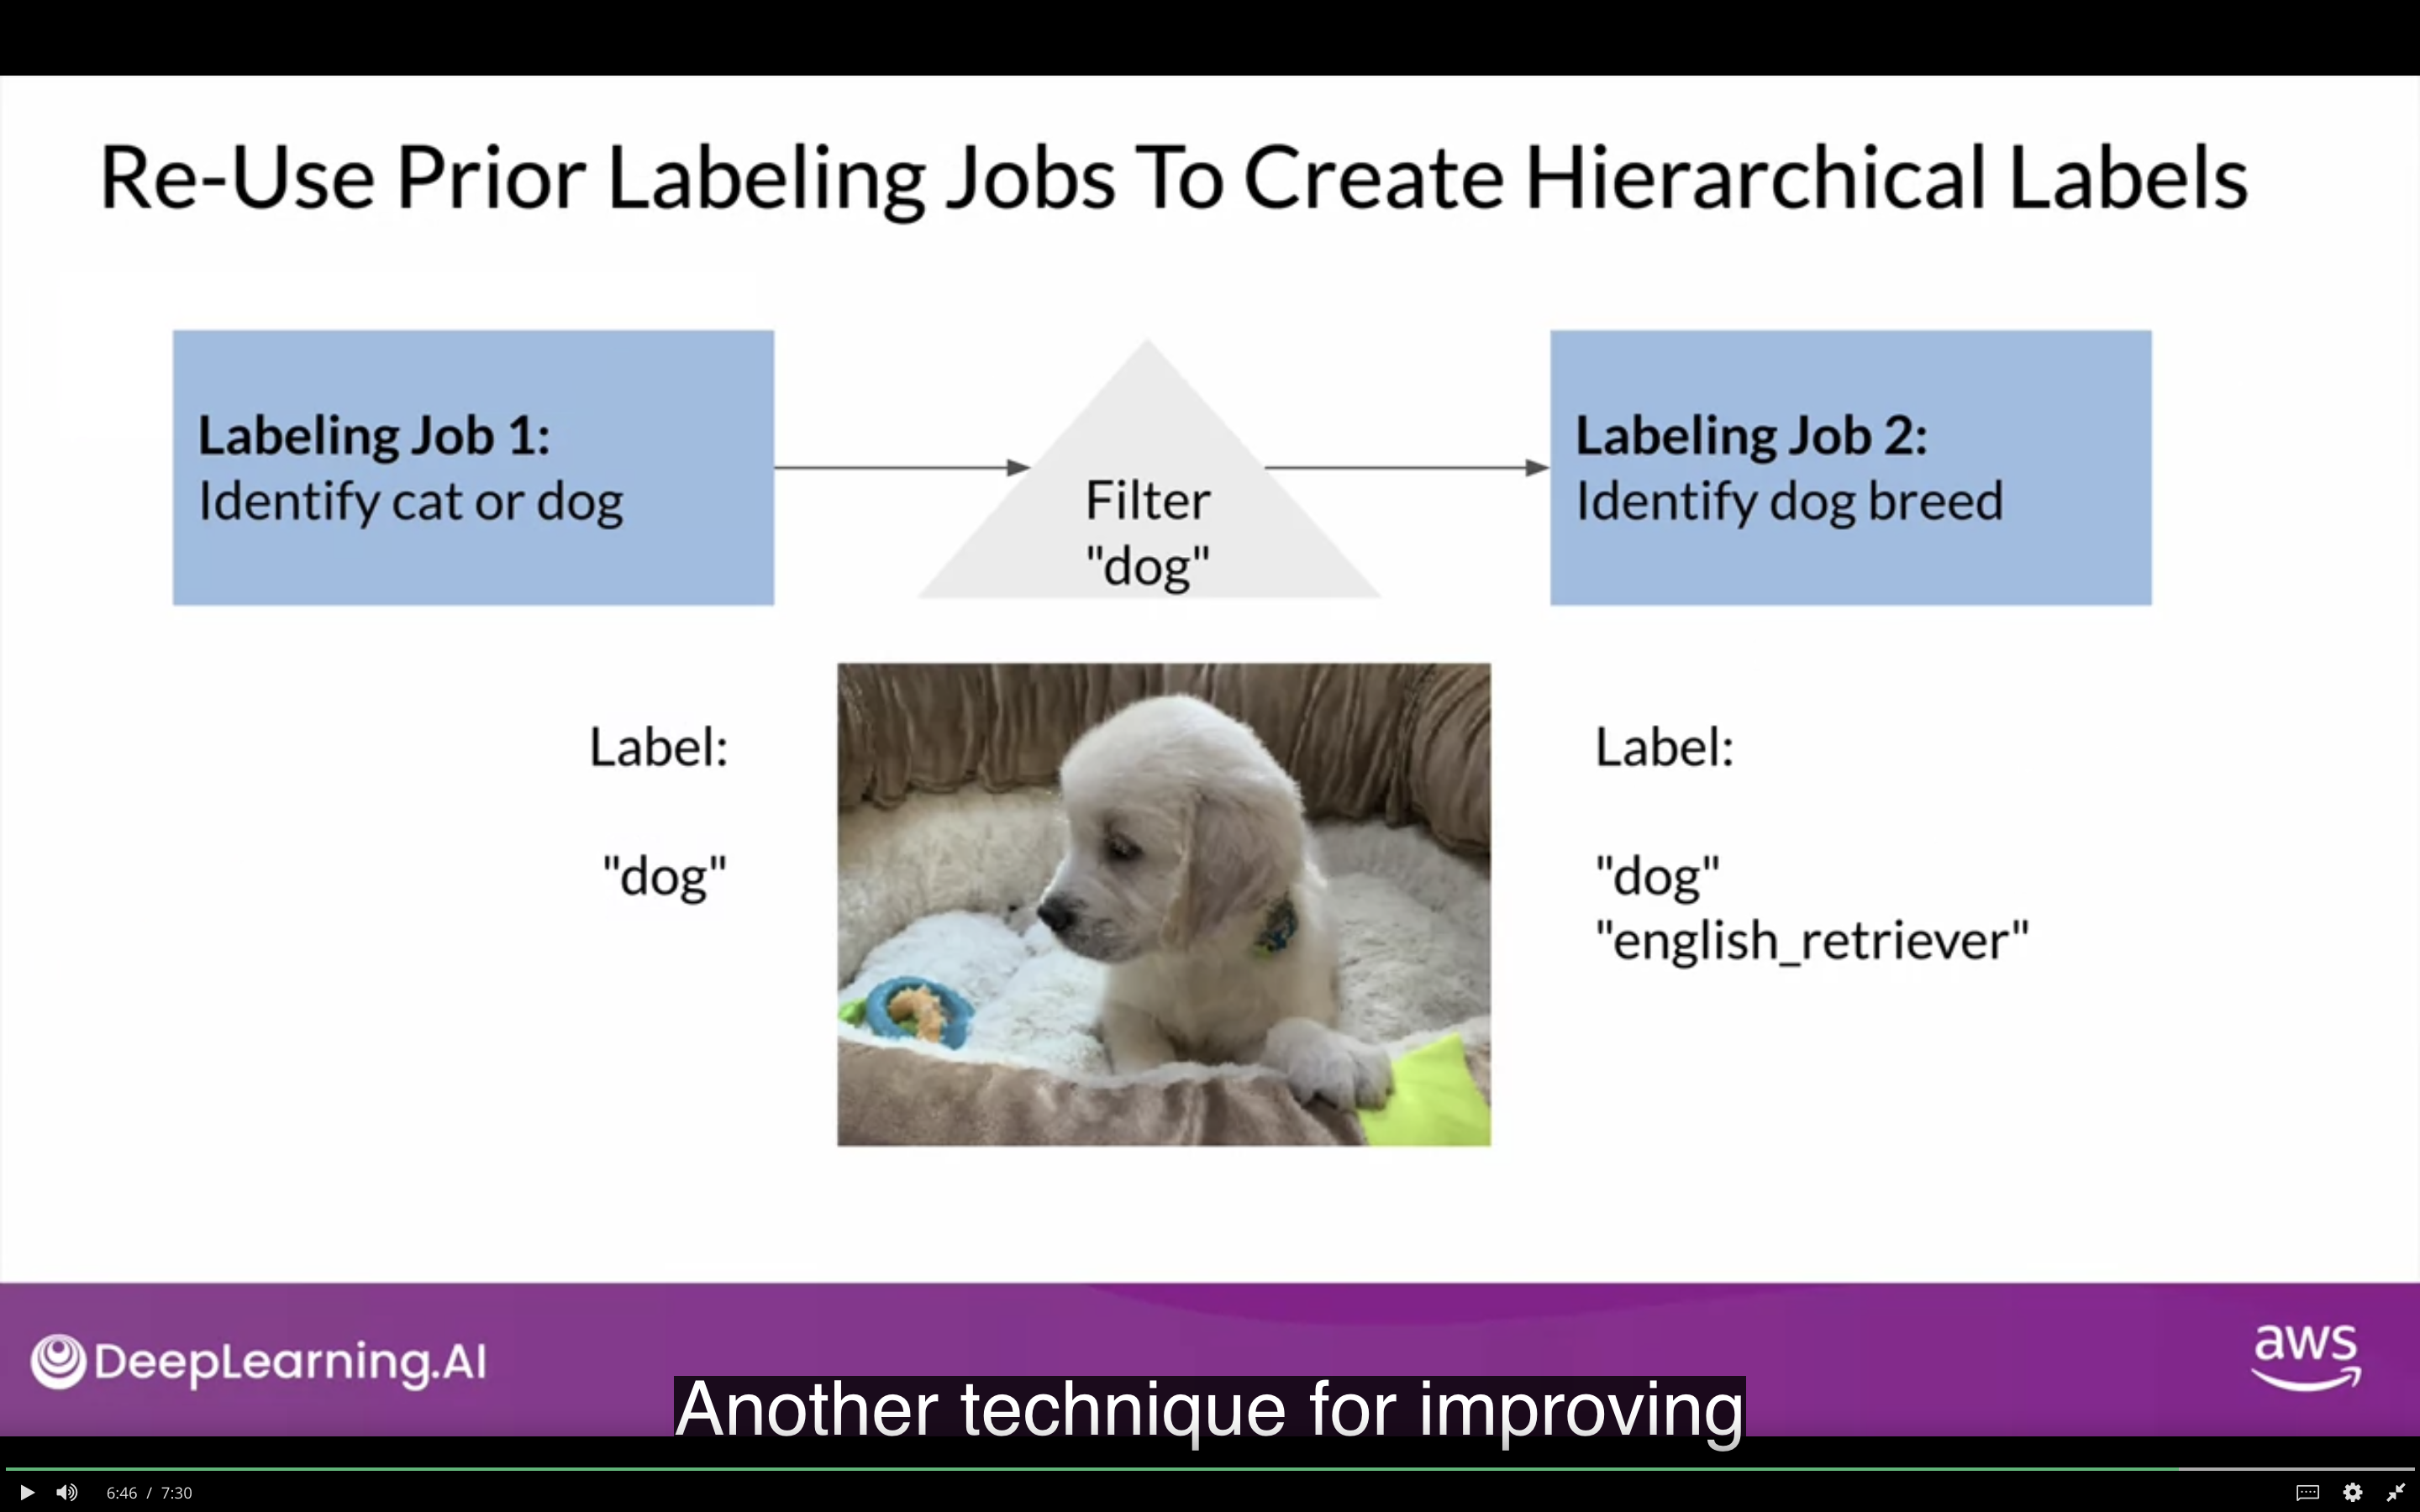 Re-Use Prior Labeling Jobs To Create Hierarchical Labels
Labeling Job 1:
Identify cat or dog
Filter
"dog"
Labeling Job 2:
Identify dog breed
Label:
"dog"
Label:
"dog"
"english_retriever"
DeepLearning.AI
aws
Another technique for improving
6:46 / 7:30